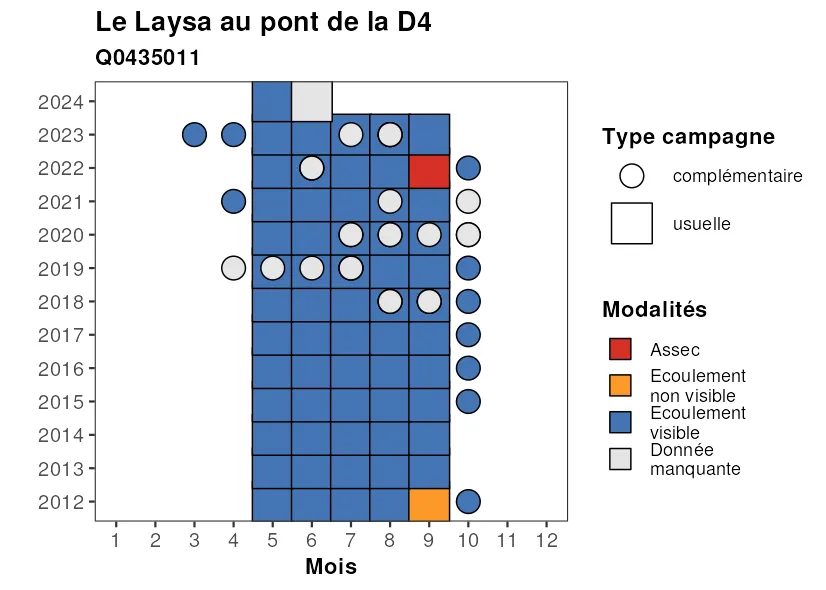 Le Laysa au pont de la D4
Q0435011
2024
2023
2022
2021
2020
2019
2018
2017
2016
2015
2014
2013
2012
1 2 3 4 5 6 7 8 9 10 11 12
Mois
Type campagne
complémentaire
usuelle
Modalités
Assec
Ecoulement
non visible
Ecoulement
visible
Donnée
manquante